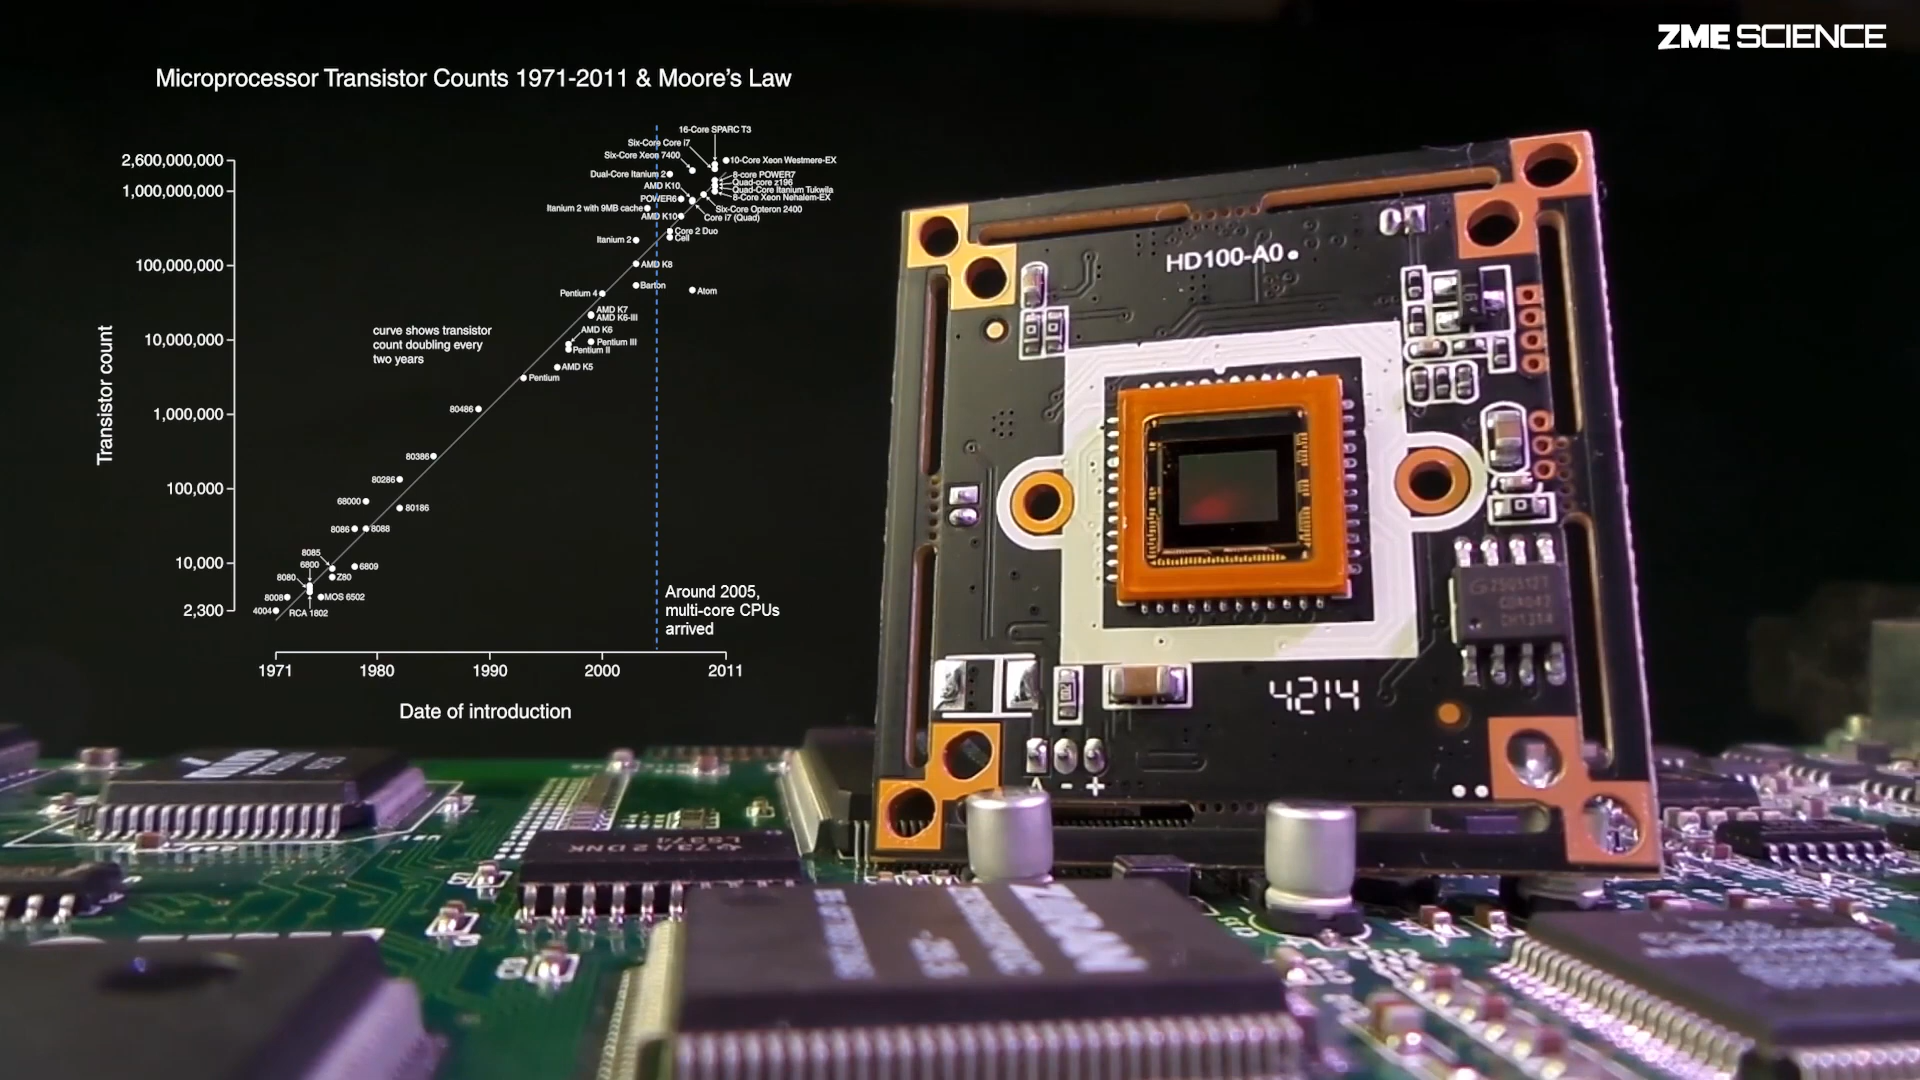 ZME SCIENCE
Microprocessor Transistor Counts 1971-2011 & Moore's Law
16-Core SPARC T3
Six-Core Core i7
Six-Core Xeon 7400
10-Core Xeon Westmere-EX
Dual-Core Itanium 2
8-core POWER7
Quad-core z196
AMD K10
Quad-Core Itanium Tukwila
POWER6
8-Core Xeon Nehalem-EX
Itanium 2 with 9MB cache
Six-Core Opteron 2400
AMD K10
Core i7 (Quad)
Core 2 Duo
Itanium 2
Cell
AMD K8
Barton
Atom
Pentium 4
AMD K7
AMD K6-III
AMD K6
Pentium III
Pentium II
AMD K5
Pentium
80486
80386
80286
68000
80186
8086
8088
8085
6800
6809
8080
Z80
8008
MOS 6502
4004
RCA 1802
2,600,000,000
1,000,000,000
100,000,000
10,000,000
1,000,000
100,000
10,000
2,300
Transistor count
curve shows transistor
count doubling every
two years
Around 2005,
multi-core CPUs
arrived
1971
1980
1990
2000
2011
Date of introduction
HD100-A0
4214
- +
ZORAN